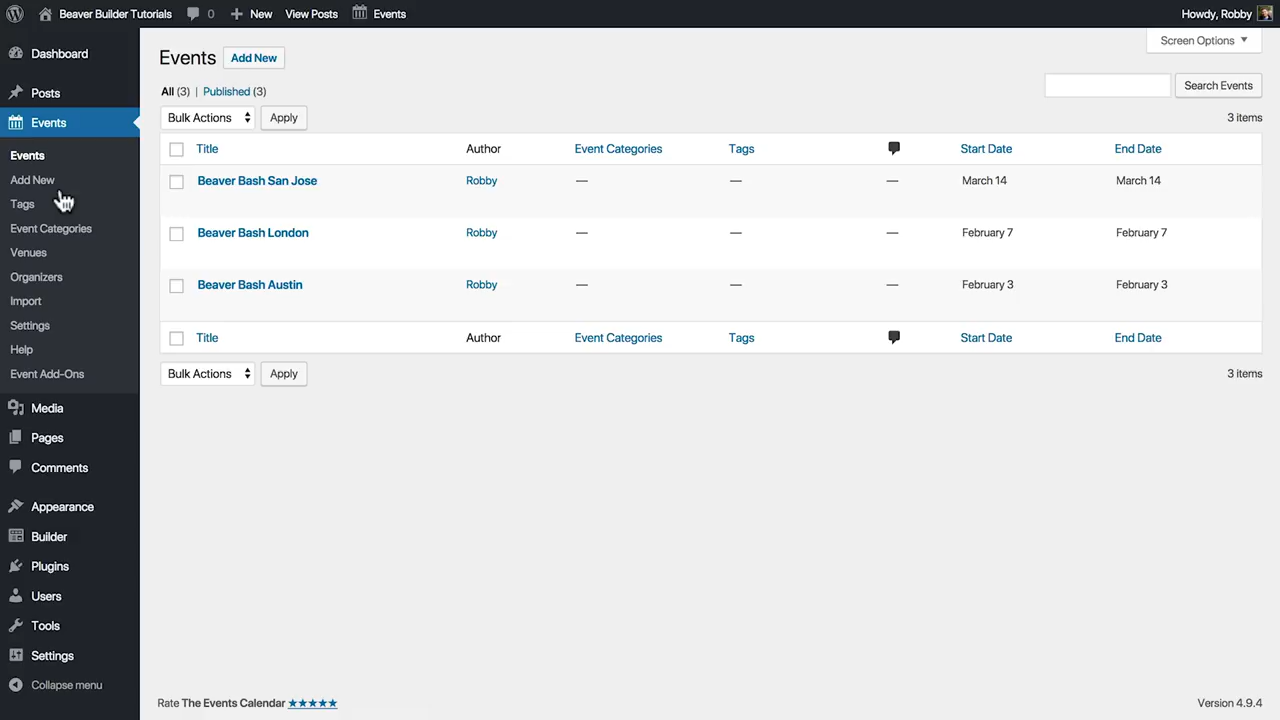 Beaver Builder Tutorials 0 New View Posts Events Howdy, Robby
Screen Options
Dashboard
Posts
Events
Events
Add New
Tags
Event Categories
Venues
Organizers
Import
Settings
Help
Event Add-Ons
Media
Pages
Comments
Appearance
Builder
Plugins
Users
Tools
Settings
Collapse menu
Events Add New
All (3) | Published (3)
Search Events
Bulk Actions Apply 3 items
Title Author Event Categories Tags Start Date End Date
Beaver Bash San Jose Robby — — — March 14 March 14
Beaver Bash London Robby — — — February 7 February 7
Beaver Bash Austin Robby — — — February 3 February 3
Title Author Event Categories Tags Start Date End Date
Bulk Actions Apply 3 items
Rate The Events Calendar ★★★★★ Version 4.9.4